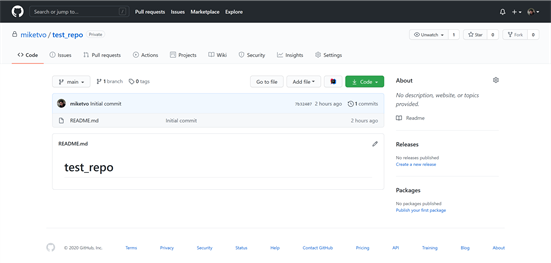 Search or jump to... / Pull requests Issues Marketplace Explore
miketvo / test_repo Private Unwatch 1 Star 0 Fork 0
Code Issues Pull requests Actions Projects Wiki Security Insights Settings
main 1 branch 0 tags Go to file Add file Code
About
No description, website, or topics provided.
Readme
miketvo Initial commit 2 hours ago 1 commits
README.md Initial commit 2 hours ago
README.md
test_repo
Releases
No releases published
Create a new release
Packages
No packages published
Publish your first package
© 2020 GitHub, Inc. Terms Privacy Security Status Help Contact GitHub Pricing API Training Blog About